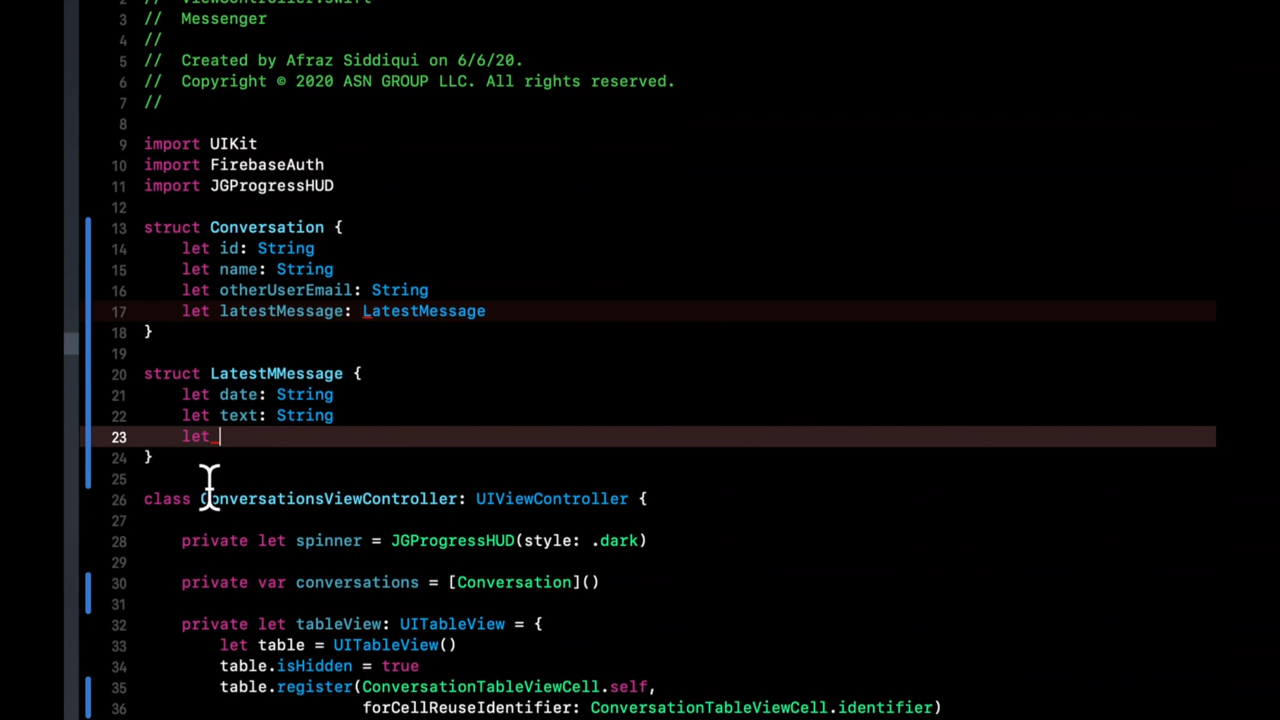 2 // ViewController.swift
3 // Messenger
4 //
5 // Created by Afraz Siddiqui on 6/6/20.
6 // Copyright © 2020 ASN GROUP LLC. All rights reserved.
7 //
8
9 import UIKit
10 import FirebaseAuth
11 import JGProgressHUD
12
13 struct Conversation {
14 let id: String
15 let name: String
16 let otherUserEmail: String
17 let latestMessage: LatestMessage
18 }
19
20 struct LatestMMessage {
21 let date: String
22 let text: String
23 let
24 }
25
26 class ConversationsViewController: UIViewController {
27
28 private let spinner = JGProgressHUD(style: .dark)
29
30 private var conversations = [Conversation]()
31
32 private let tableView: UITableView = {
33 let table = UITableView()
34 table.isHidden = true
35 table.register(ConversationTableViewCell.self,
36 forCellReuseIdentifier: ConversationTableViewCell.identifier)